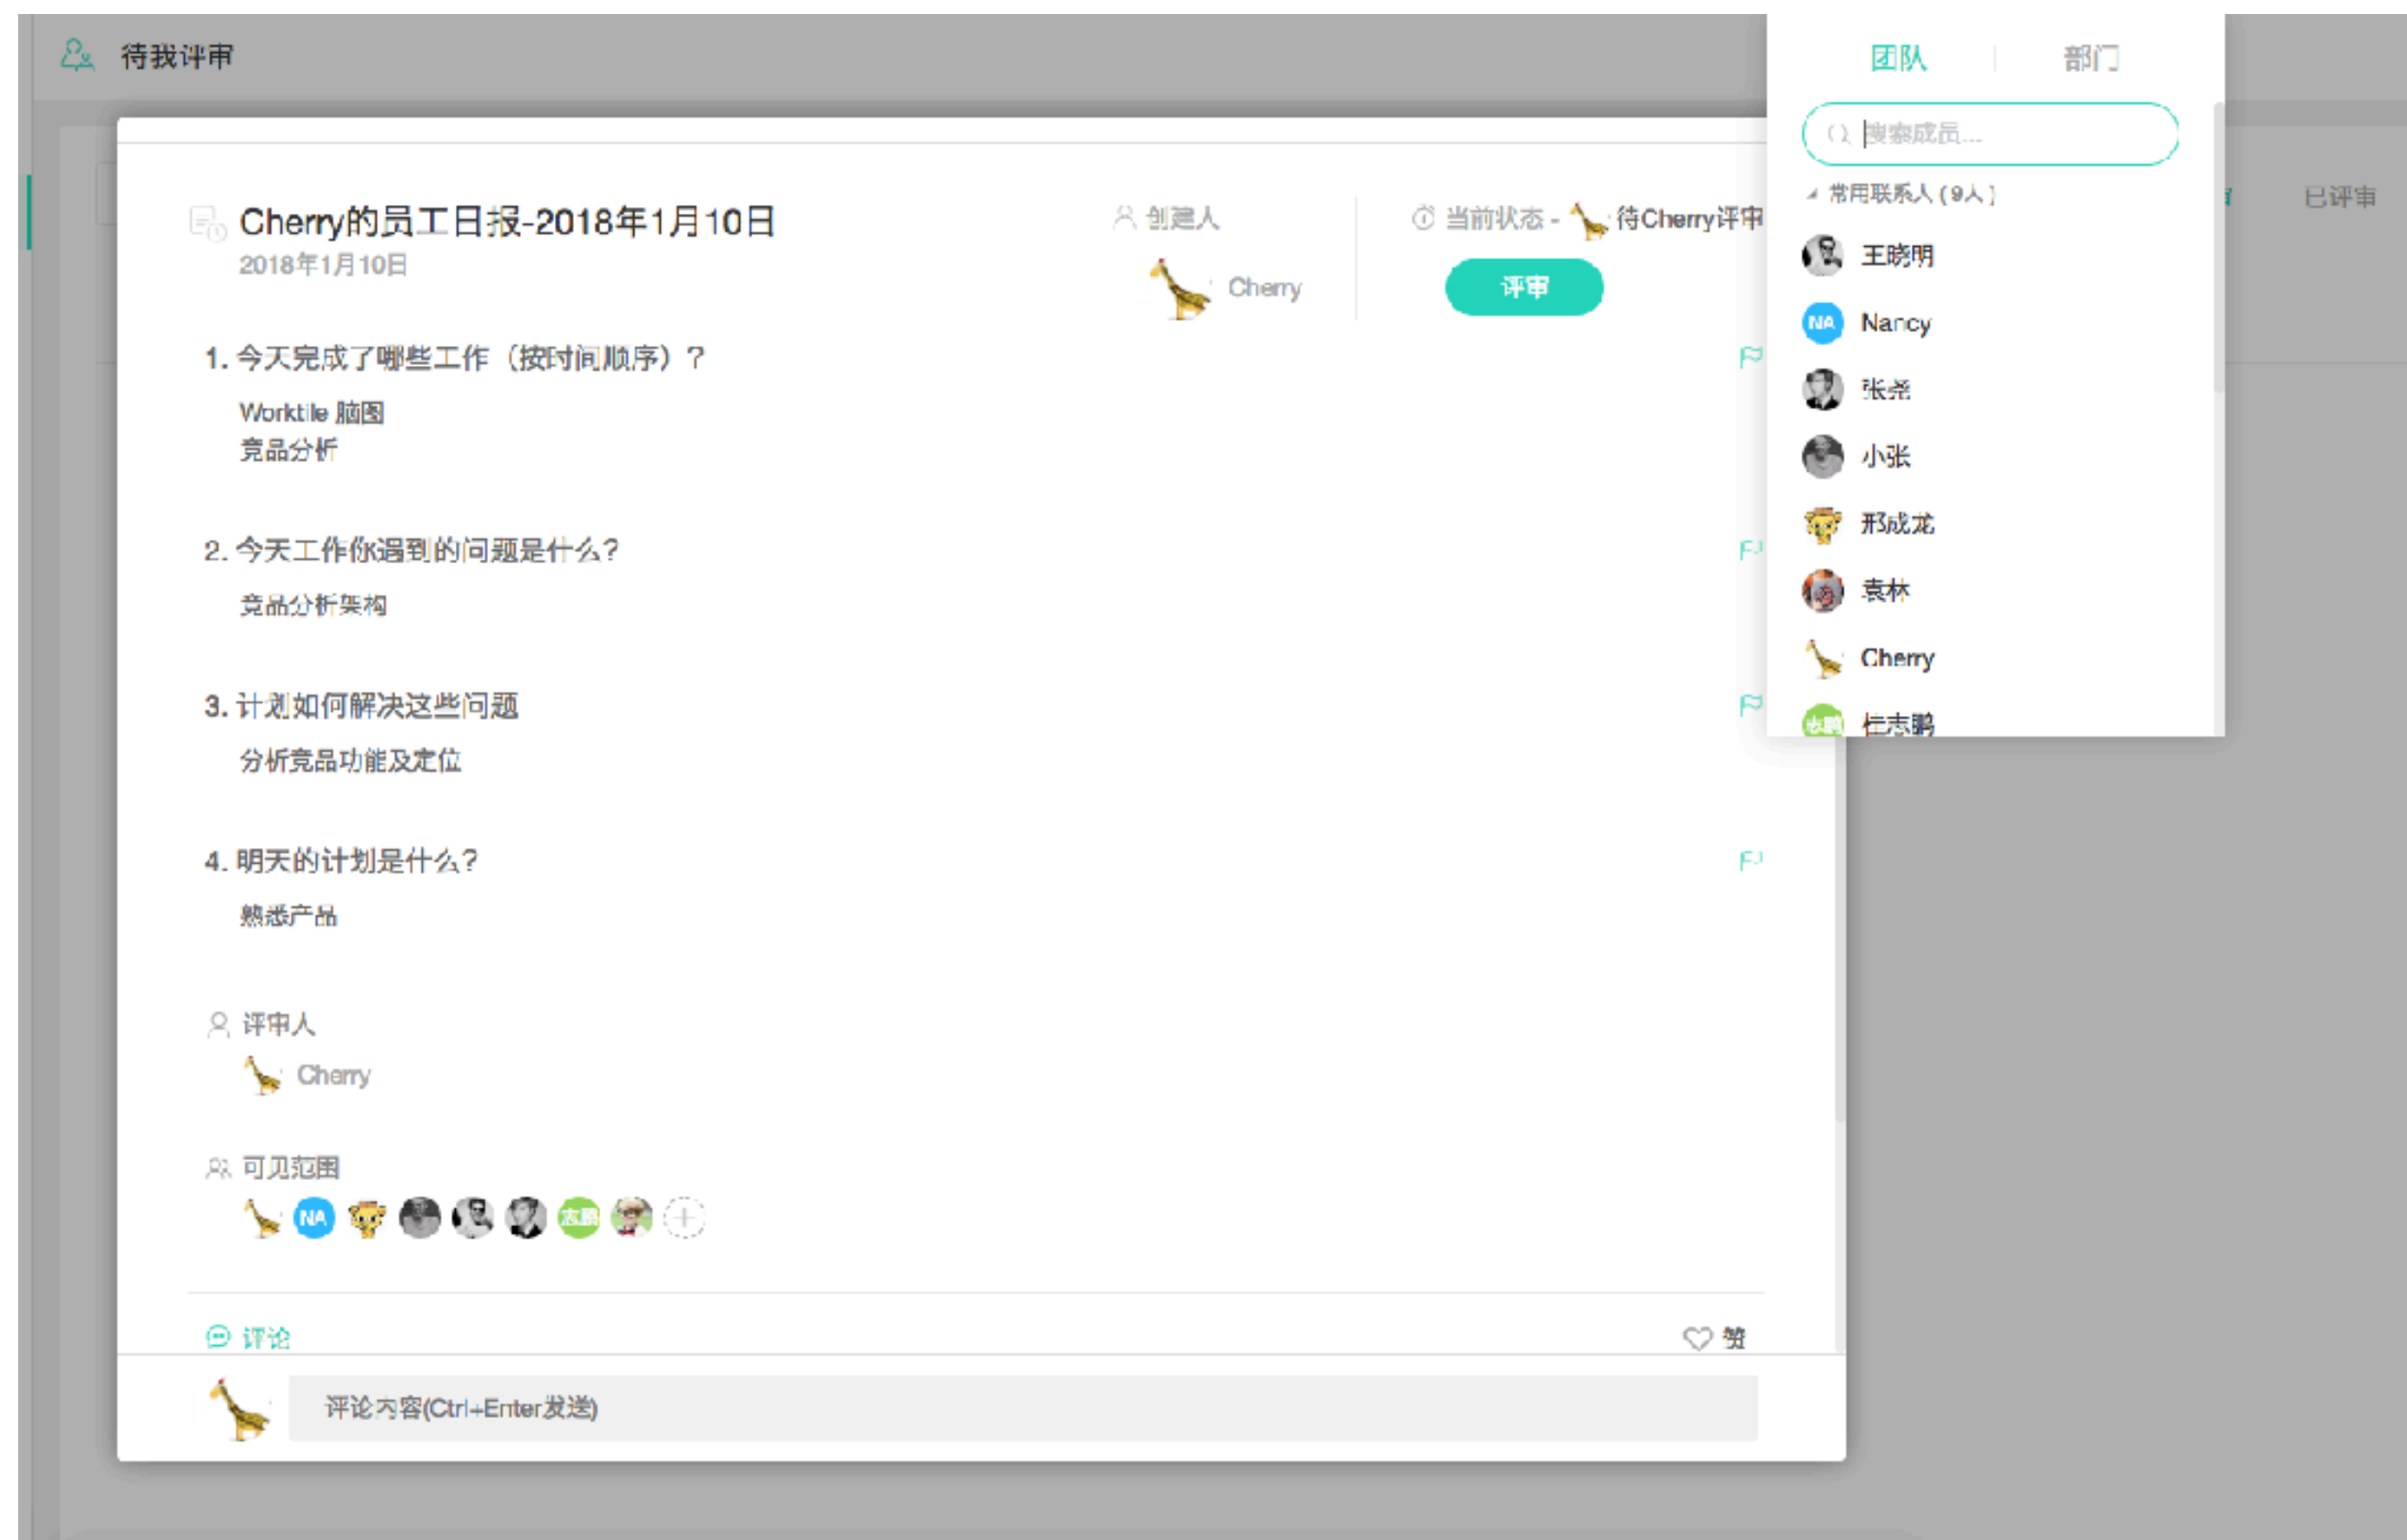 待我评审
团队
部门
搜索成员...
常用联系人(9人)
王晓明
NA Nancy
张尧
小张
邢成龙
袁林
Cherry
志鹏
已评审
Cherry的员工日报-2018年1月10日
2018年1月10日
创建人
Cherry
当前状态 - 待Cherry评审
评审
1. 今天完成了哪些工作（按时间顺序）?
Worktile 脑图
竞品分析
2. 今天工作你遇到的问题是什么?
竞品分析架构
3. 计划如何解决这些问题
分析竞品功能及定位
4. 明天的计划是什么?
熟悉产品
评审人
Cherry
可见范围
NA 志鹏
评论
赞
评论内容(Ctrl+Enter发送)